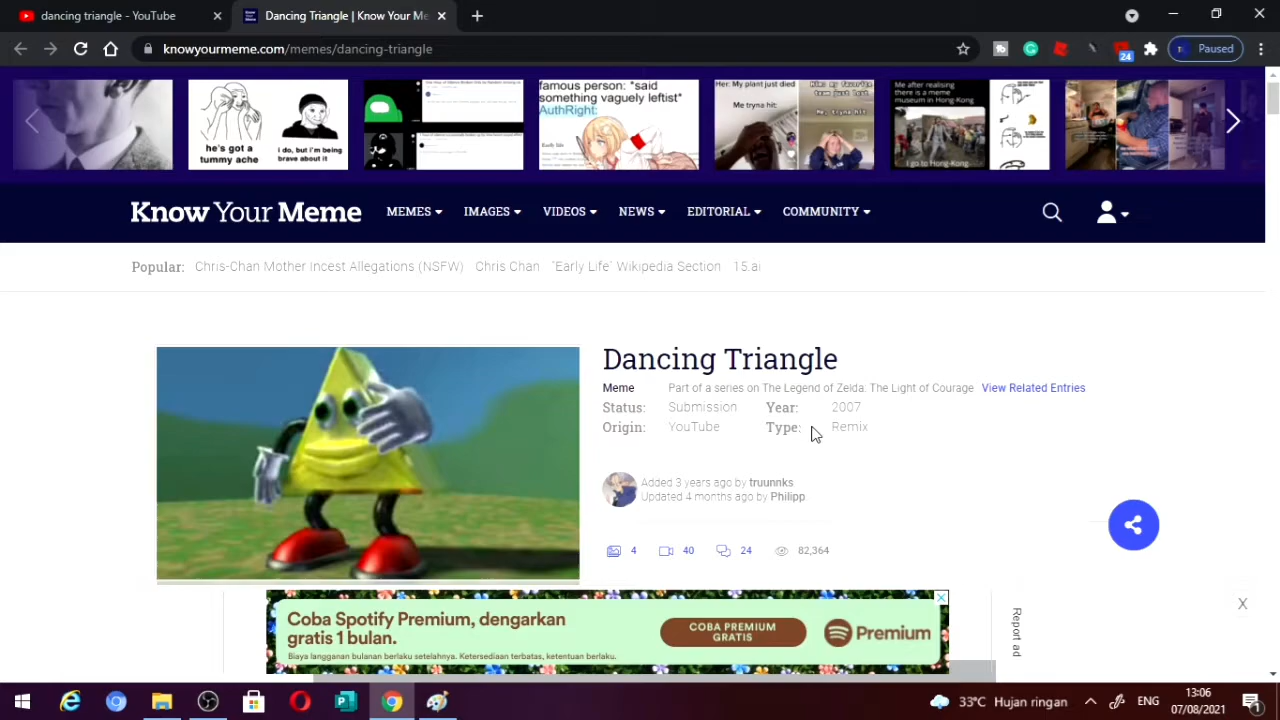 dancing triangle - YouTube
Dancing Triangle | Know Your Me
knowyourmeme.com/memes/dancing-triangle
24
Paused
he's got a
tummy ache
i do, but i'm being
brave about it
famous person: *said
something vaguely leftist*
AuthRight:
Her: My plant just died
Me tryna hit:
Me after realising
there is a meme
museum in Hong-Kong
I go to Hong-Kong
Know Your Meme
MEMES
IMAGES
VIDEOS
NEWS
EDITORIAL
COMMUNITY
Popular: Chris-Chan Mother Incest Allegations (NSFW) Chris Chan "Early Life" Wikipedia Section 15.ai
Dancing Triangle
Meme Part of a series on The Legend of Zelda: The Light of Courage View Related Entries
Status: Submission Year: 2007
Origin: YouTube Type: Remix
Added 3 years ago by truunnks
Updated 4 months ago by Philipp
4 40 24 82,364
Coba Spotify Premium, dengarkan
gratis 1 bulan.
Biaya langganan bulanan berlaku setelahnya. Ketersediaan terbatas, ketentuan berlaku.
COBA PREMIUM
GRATIS
Premium
X
Report ad
33°C Hujan ringan
ENG
13:06
07/08/2021
1